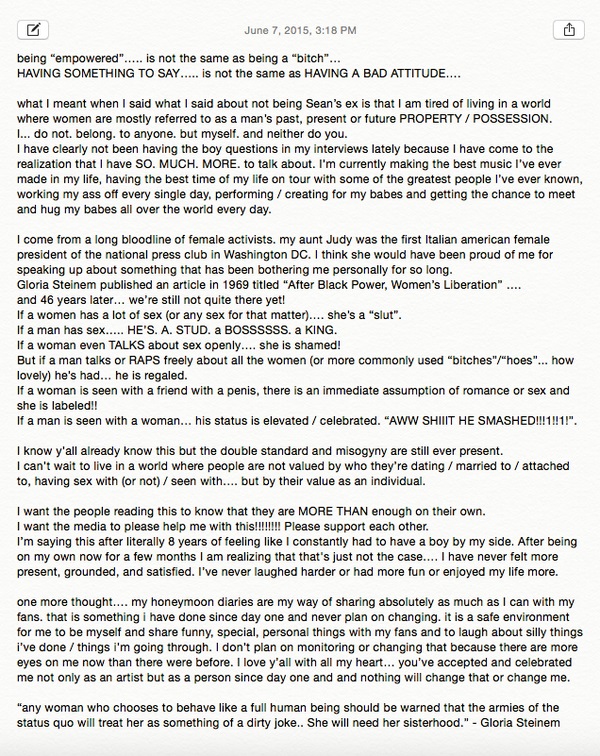 June 7, 2015, 3:18 PM
being “empowered”..... is not the same as being a “bitch”...
HAVING SOMETHING TO SAY..... is not the same as HAVING A BAD ATTITUDE....
what I meant when I said what I said about not being Sean’s ex is that I am tired of living in a world
where women are mostly referred to as a man’s past, present or future PROPERTY / POSSESSION.
I... do not. belong. to anyone. but myself. and neither do you.
I have clearly not been having the boy questions in my interviews lately because I have come to the
realization that I have SO. MUCH. MORE. to talk about. I'm currently making the best music I’ve ever
made in my life, having the best time of my life on tour with some of the greatest people I’ve ever known,
working my ass off every single day, performing / creating for my babes and getting the chance to meet
and hug my babes all over the world every day.
I come from a long bloodline of female activists. my aunt Judy was the first Italian american female
president of the national press club in Washington DC. I think she would have been proud of me for
speaking up about something that has been bothering me personally for so long.
Gloria Steinem published an article in 1969 titled “After Black Power, Women’s Liberation” ....
and 46 years later... we’re still not quite there yet!
If a women has a lot of sex (or any sex for that matter).... she’s a “slut”.
If a man has sex..... HE’S. A. STUD. a BOSSSSSS. a KING.
If a woman even TALKS about sex openly.... she is shamed!
But if a man talks or RAPS freely about all the women (or more commonly used “bitches”/“hoes”... how
lovely) he's had... he is regaled.
If a woman is seen with a friend with a penis, there is an immediate assumption of romance or sex and
she is labeled!!
If a man is seen with a woman... his status is elevated / celebrated. “AWW SHIIIT HE SMASHED!!!1!!1!”.
I know y'all already know this but the double standard and misogyny are still ever present.
I can’t wait to live in a world where people are not valued by who they’re dating / married to / attached
to, having sex with (or not) / seen with.... but by their value as an individual.
I want the people reading this to know that they are MORE THAN enough on their own.
I want the media to please help me with this!!!!!!!! Please support each other.
I’m saying this after literally 8 years of feeling like I constantly had to have a boy by my side. After being
on my own now for a few months I am realizing that that’s just not the case.... I have never felt more
present, grounded, and satisfied. I’ve never laughed harder or had more fun or enjoyed my life more.
one more thought.... my honeymoon diaries are my way of sharing absolutely as much as I can with my
fans. that is something i have done since day one and never plan on changing. it is a safe environment
for me to be myself and share funny, special, personal things with my fans and to laugh about silly things
i've done / things i'm going through. I don’t plan on monitoring or changing that because there are more
eyes on me now than there were before. I love y’all with all my heart... you’ve accepted and celebrated
me not only as an artist but as a person since day one and and nothing will change that or change me.
“any woman who chooses to behave like a full human being should be warned that the armies of the
status quo will treat her as something of a dirty joke.. She will need her sisterhood." - Gloria Steinem